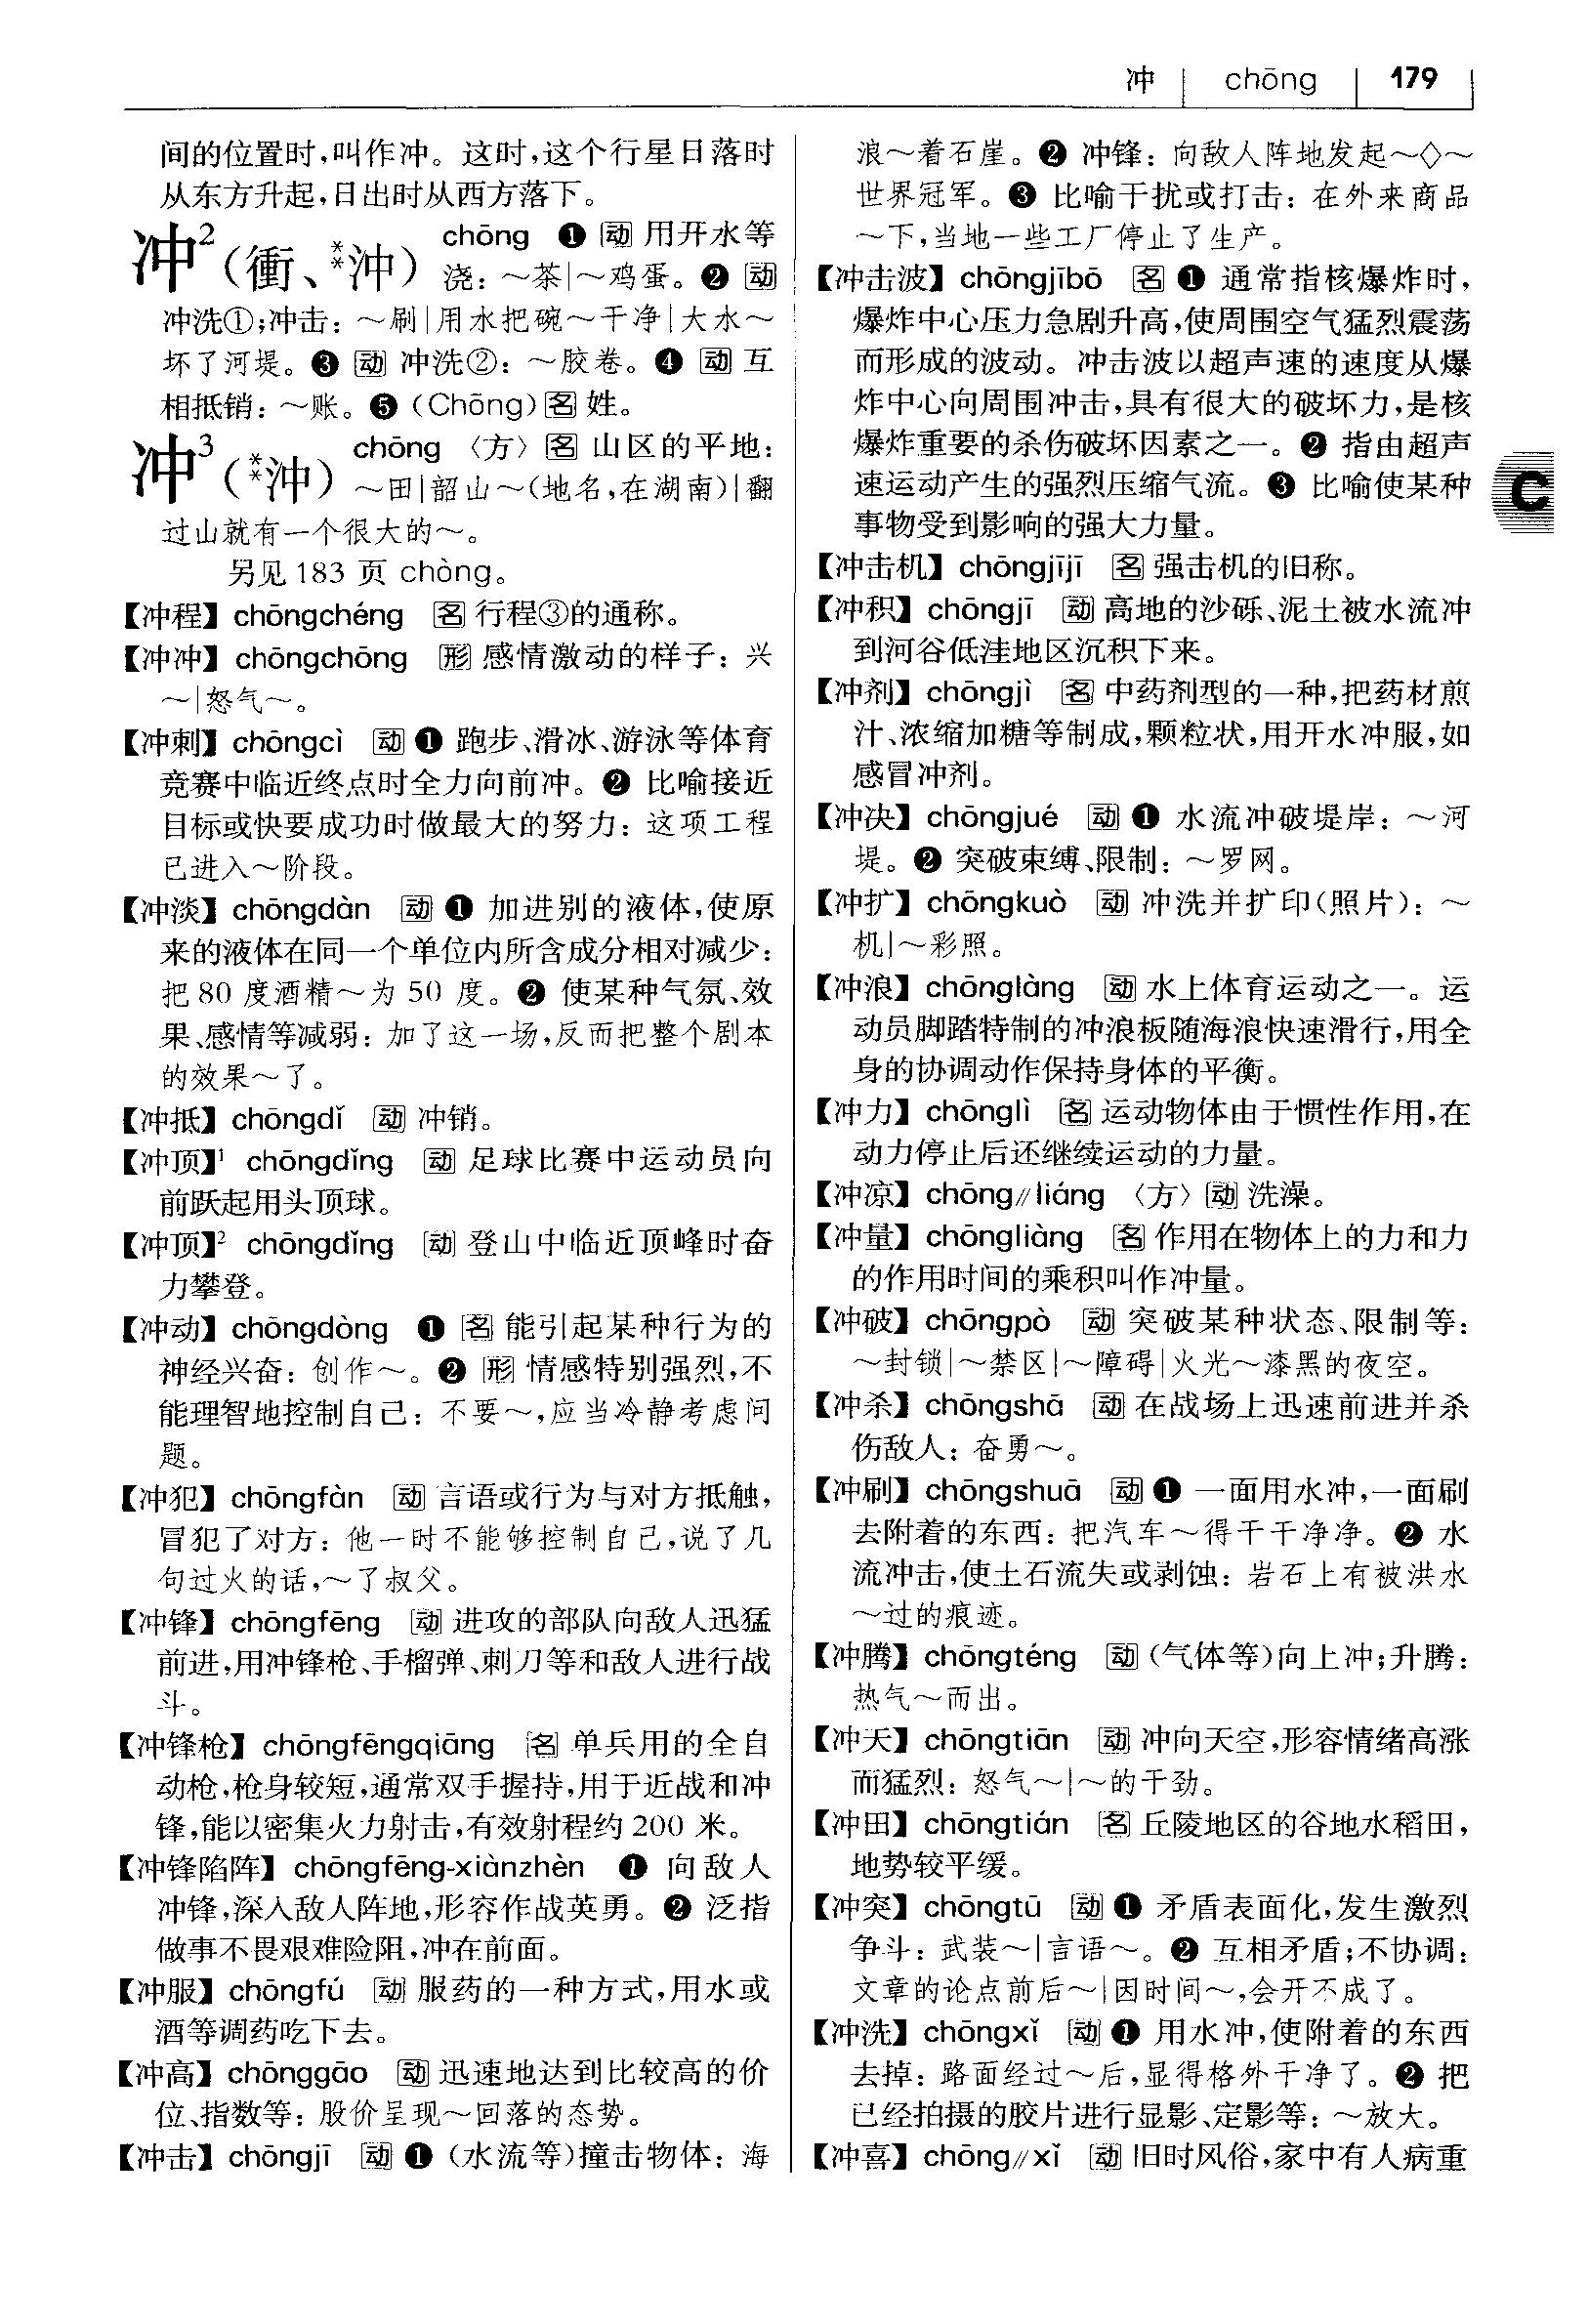 冲 chōng 179
间的位置时,叫作冲。这时,这个行星日落时
从东方升起,日出时从西方落下。
冲²(衝、**沖) chōng ❶ 动 用开水等
浇:～茶|～鸡蛋。❷ 动
冲洗①;冲击:～刷|用水把碗～干净|大水～
坏了河堤。❸ 动 冲洗②:～胶卷。❹ 动 互
相抵销:～账。❺ (Chōng) 名 姓。
冲³(**沖) chōng 〈方〉 名 山区的平地:
～田|韶山～(地名,在湖南)|翻
过山就有一个很大的～。
另见 183 页 chòng。
【冲程】 chōngchéng 名 行程③的通称。
【冲冲】 chōngchōng 形 感情激动的样子:兴
～|怒气～。
【冲刺】 chōngcì 动 ❶ 跑步、滑冰、游泳等体育
竞赛中临近终点时全力向前冲。❷ 比喻接近
目标或快要成功时做最大的努力:这项工程
已进入～阶段。
【冲淡】 chōngdàn 动 ❶ 加进别的液体,使原
来的液体在同一个单位内所含成分相对减少:
把 80 度酒精～为 50 度。❷ 使某种气氛、效
果、感情等减弱:加了这一场,反而把整个剧本
的效果～了。
【冲抵】 chōngdǐ 动 冲销。
【冲顶】¹ chōngdǐng 动 足球比赛中运动员向
前跃起用头顶球。
【冲顶】² chōngdǐng 动 登山中临近顶峰时奋
力攀登。
【冲动】 chōngdòng ❶ 名 能引起某种行为的
神经兴奋:创作～。❷ 形 情感特别强烈,不
能理智地控制自己:不要～,应当冷静考虑问
题。
【冲犯】 chōngfàn 动 言语或行为与对方抵触,
冒犯了对方:他一时不能够控制自己,说了几
句过火的话,～了叔父。
【冲锋】 chōngfēng 动 进攻的部队向敌人迅猛
前进,用冲锋枪、手榴弹、刺刀等和敌人进行战
斗。
【冲锋枪】 chōngfēngqiāng 名 单兵用的全自
动枪,枪身较短,通常双手握持,用于近战和冲
锋,能以密集火力射击,有效射程约 200 米。
【冲锋陷阵】 chōngfēng-xiànzhèn ❶ 向敌人
冲锋,深入敌人阵地,形容作战英勇。❷ 泛指
做事不畏艰难险阻,冲在前面。
【冲服】 chōngfú 动 服药的一种方式,用水或
酒等调药吃下去。
【冲高】 chōnggāo 动 迅速地达到比较高的价
位、指数等:股价呈现～回落的态势。
【冲击】 chōngjī 动 ❶ (水流等)撞击物体:海
浪～着石崖。❷ 冲锋:向敌人阵地发起～◇～
世界冠军。❸ 比喻干扰或打击:在外来商品
～下,当地一些工厂停止了生产。
【冲击波】 chōngjībō 名 ❶ 通常指核爆炸时,
爆炸中心压力急剧升高,使周围空气猛烈震荡
而形成的波动。冲击波以超声速的速度从爆
炸中心向周围冲击,具有很大的破坏力,是核
爆炸重要的杀伤破坏因素之一。❷ 指由超声
速运动产生的强烈压缩气流。❸ 比喻使某种
事物受到影响的强大力量。
C
【冲击机】 chōngjījī 名 强击机的旧称。
【冲积】 chōngjī 动 高地的沙砾、泥土被水流冲
到河谷低洼地区沉积下来。
【冲剂】 chōngjì 名 中药剂型的一种,把药材煎
汁、浓缩加糖等制成,颗粒状,用开水冲服,如
感冒冲剂。
【冲决】 chōngjué 动 ❶ 水流冲破堤岸:～河
堤。❷ 突破束缚、限制:～罗网。
【冲扩】 chōngkuò 动 冲洗并扩印(照片):～
机|～彩照。
【冲浪】 chōnglàng 动 水上体育运动之一。运
动员脚踏特制的冲浪板随海浪快速滑行,用全
身的协调动作保持身体的平衡。
【冲力】 chōnglì 名 运动物体由于惯性作用,在
动力停止后还继续运动的力量。
【冲凉】 chōng//liáng 〈方〉 动 洗澡。
【冲量】 chōngliàng 名 作用在物体上的力和力
的作用时间的乘积叫作冲量。
【冲破】 chōngpò 动 突破某种状态、限制等:
～封锁|～禁区|～障碍|火光～漆黑的夜空。
【冲杀】 chōngshā 动 在战场上迅速前进并杀
伤敌人:奋勇～。
【冲刷】 chōngshuā 动 ❶ 一面用水冲,一面刷
去附着的东西:把汽车～得干干净净。❷ 水
流冲击,使土石流失或剥蚀:岩石上有被洪水
～过的痕迹。
【冲腾】 chōngténg 动 (气体等)向上冲;升腾:
热气～而出。
【冲天】 chōngtiān 动 冲向天空,形容情绪高涨
而猛烈:怒气～|～的干劲。
【冲田】 chōngtián 名 丘陵地区的谷地水稻田,
地势较平缓。
【冲突】 chōngtū 动 ❶ 矛盾表面化,发生激烈
争斗:武装～|言语～。❷ 互相矛盾;不协调:
文章的论点前后～|因时间～,会开不成了。
【冲洗】 chōngxǐ 动 ❶ 用水冲,使附着的东西
去掉:路面经过～后,显得格外干净了。❷ 把
已经拍摄的胶片进行显影、定影等:～放大。
【冲喜】 chōng//xǐ 动 旧时风俗,家中有人病重